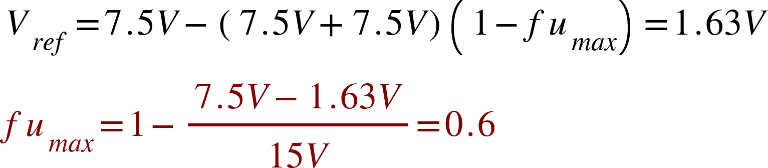 V_ref = 7.5V − ( 7.5V + 7.5V) ( 1 − fu_max ) = 1.63V
fu_max = 1 − (7.5V − 1.63V)/(15V) = 0.6